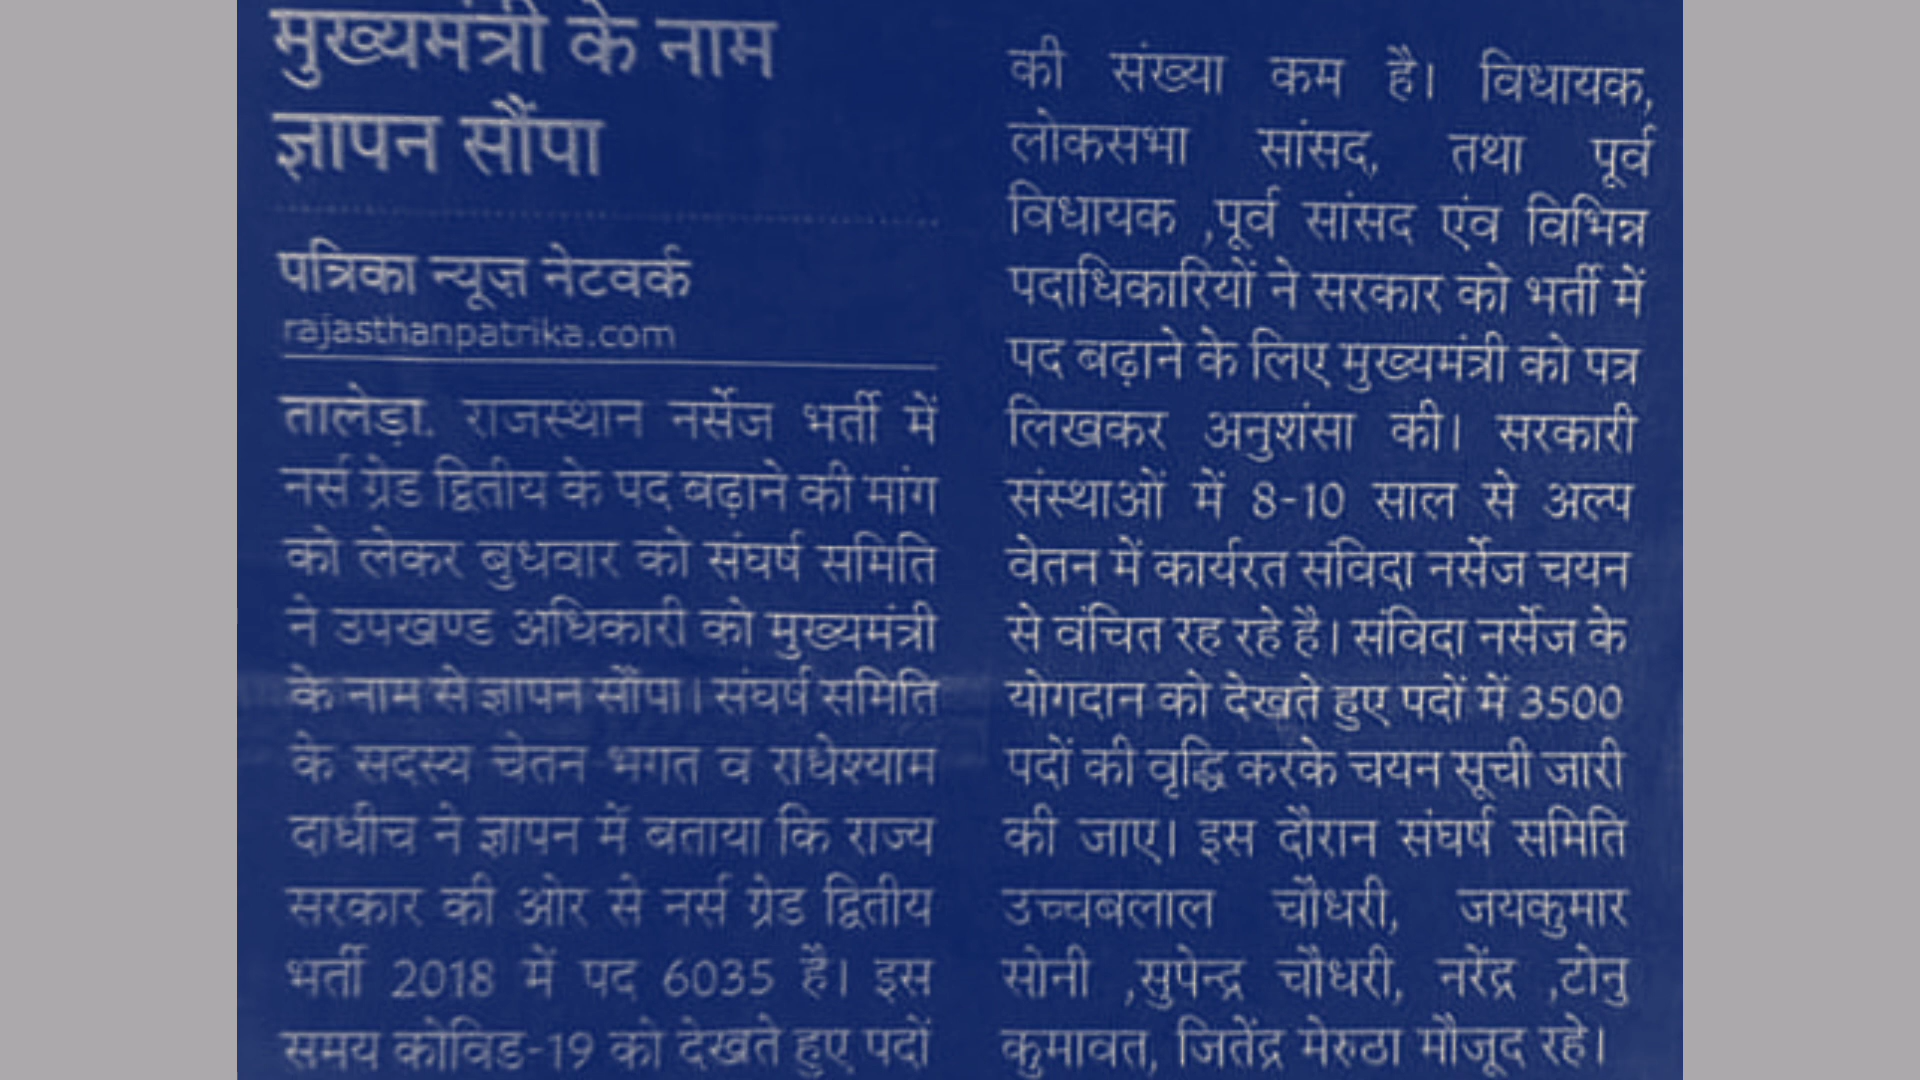 मुख्यमंत्री के नाम
ज्ञापन सौंपा
पत्रिका न्यूज़ नेटवर्क
rajasthanpatrika.com
तालेड़ा. राजस्थान नर्सेज भर्ती में
नर्स ग्रेड द्वितीय के पद बढ़ाने की मांग
को लेकर बुधवार को संघर्ष समिति
ने उपखण्ड अधिकारी को मुख्यमंत्री
के नाम से ज्ञापन सौंपा। संघर्ष समिति
के सदस्य चेतन भगत व राधेश्याम
दाधीच ने ज्ञापन में बताया कि राज्य
सरकार की ओर से नर्स ग्रेड द्वितीय
भर्ती 2018 में पद 6035 है। इस
समय कोविड-19 को देखते हुए पदों
की संख्या कम है। विधायक,
लोकसभा सांसद, तथा पूर्व
विधायक ,पूर्व सांसद एंव विभिन्न
पदाधिकारियों ने सरकार को भर्ती में
पद बढ़ाने के लिए मुख्यमंत्री को पत्र
लिखकर अनुशंसा की। सरकारी
संस्थाओं में 8-10 साल से अल्प
वेतन में कार्यरत संविदा नर्सेज चयन
से वंचित रह रहे है। संविदा नर्सेज के
योगदान को देखते हुए पदों में 3500
पदों की वृद्धि करके चयन सूची जारी
की जाए। इस दौरान संघर्ष समिति
उच्चबलाल चौधरी, जयकुमार
सोनी ,सुपेन्द्र चौधरी, नरेंद्र ,टोनु
कुमावत, जितेंद्र मेरुठा मौजूद रहे।